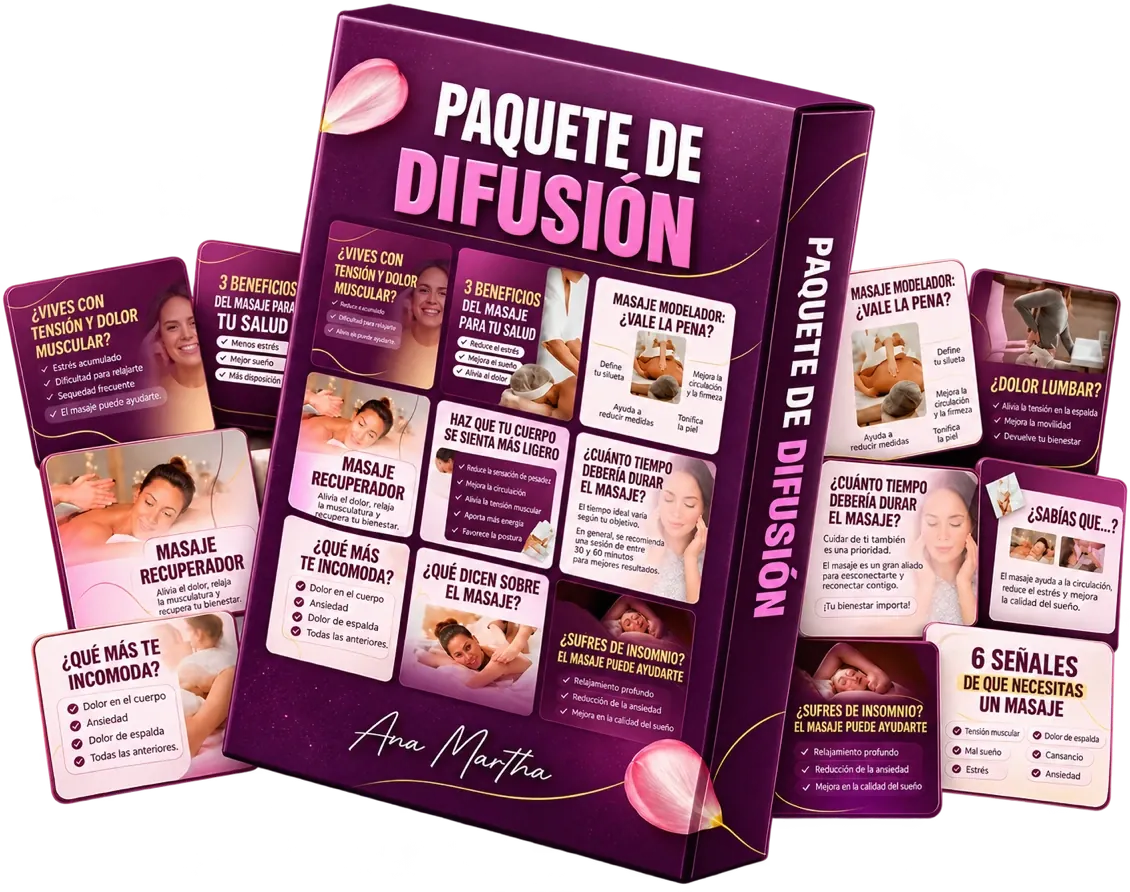 PAQUETE DE
DIFUSIÓN
¿VIVES CON
TENSIÓN Y DOLOR
MUSCULAR?
Dificultad para relajarte
3 BENEFICIOS
DEL MASAJE
PARA TU SALUD
Reduce el estrés
Mejora el sueño
Alivia al dolor
MASAJE MODELADOR:
¿VALE LA PENA?
Define
tu silueta
Mejora la
circulación
y la firmeza
Ayuda a
reducir medidas
Tonifica
la piel
MASAJE
RECUPERADOR
Alivia el dolor, relaja
la musculatura y
recupera tu bienestar.
HAZ QUE TU CUERPO
SE SIENTA MÁS LIGERO
Reduce la sensación de pesadez
Mejora la circulación
Alivia la tensión muscular
Aporta más energía
Favorece la postura
¿CUÁNTO TIEMPO
DEBERÍA DURAR
EL MASAJE?
El tiempo ideal varía
según tu objetivo.
En general, se recomienda
una sesión de entre
30 y 60 minutos
para mejores resultados.
¿QUÉ MÁS
TE INCOMODA?
Dolor en el cuerpo
Ansiedad
Dolor de espalda
Todas las anteriores.
¿QUÉ DICEN SOBRE
EL MASAJE?
¿SUFRES DE INSOMNIO?
EL MASAJE PUEDE AYUDARTE
Relajamiento profundo
Reducción de la ansiedad
Mejora en la calidad del sueño
Ana Martha
PAQUETE DE DIFUSIÓN
¿VIVES CON
TENSIÓN Y DOLOR
MUSCULAR?
Estrés acumulado
Dificultad para relajarte
Sequedad frecuente
El masaje puede ayudarte.
3 BENEFICIOS
DEL MASAJE PARA
TU SALUD
Menos estrés
Mejor sueño
Más disposición
MASAJE
RECUPERADOR
Alivia el dolor, relaja
la musculatura y
recupera tu bienestar.
¿QUÉ MÁS TE
INCOMODA?
Dolor en el cuerpo
Ansiedad
Dolor de espalda
Todas las anteriores.
MASAJE MODELADOR:
¿VALE LA PENA?
Define
tu silueta
Mejora la
circulación
y la firmeza
Ayuda a
reducir medidas
Tonifica
la piel
¿DOLOR LUMBAR?
Alivia la tensión en la espalda
Mejora la movilidad
Devuelve tu bienestar
¿CUÁNTO TIEMPO
DEBERÍA DURAR
EL MASAJE?
Cuidar de ti también
es una prioridad.
El masaje es un gran aliado
para eesconectarte y
reconectar contigo.
¡Tu bienestar importa!
¿SABÍAS QUE...?
El masaje ayuda a la circulación,
reduce el estrés y mejora
la calidad del sueño.
¿SUFRES DE INSOMNIO?
EL MASAJE PUEDE AYUDARTE
Relajamiento profundo
Reducción de la ansiedad
Mejora en la calidad del sueño
6 SEÑALES
DE QUE NECESITAS
UN MASAJE
Tensión muscular
Dolor de espalda
Mal sueño
Cansancio
Estrés
Ansiedad